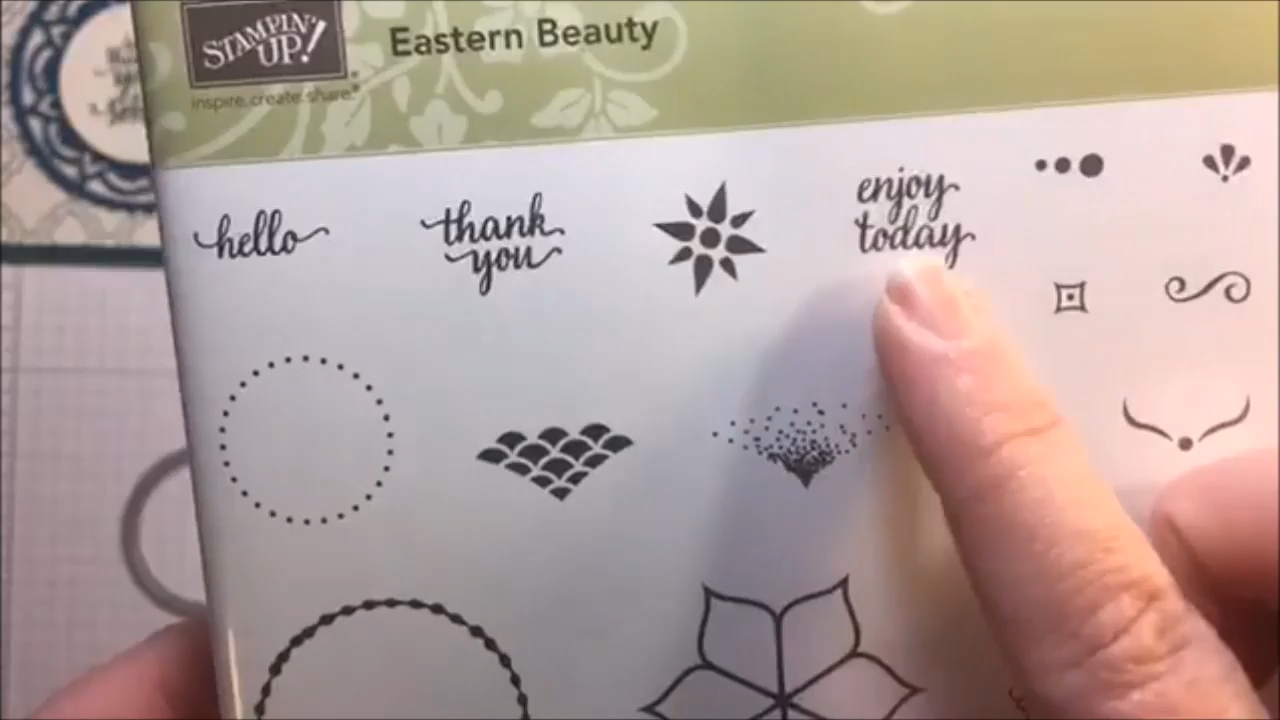 STAMPIN'
UP!
Eastern Beauty
inspire.create.share.®
hello
thank
you
enjoy
today